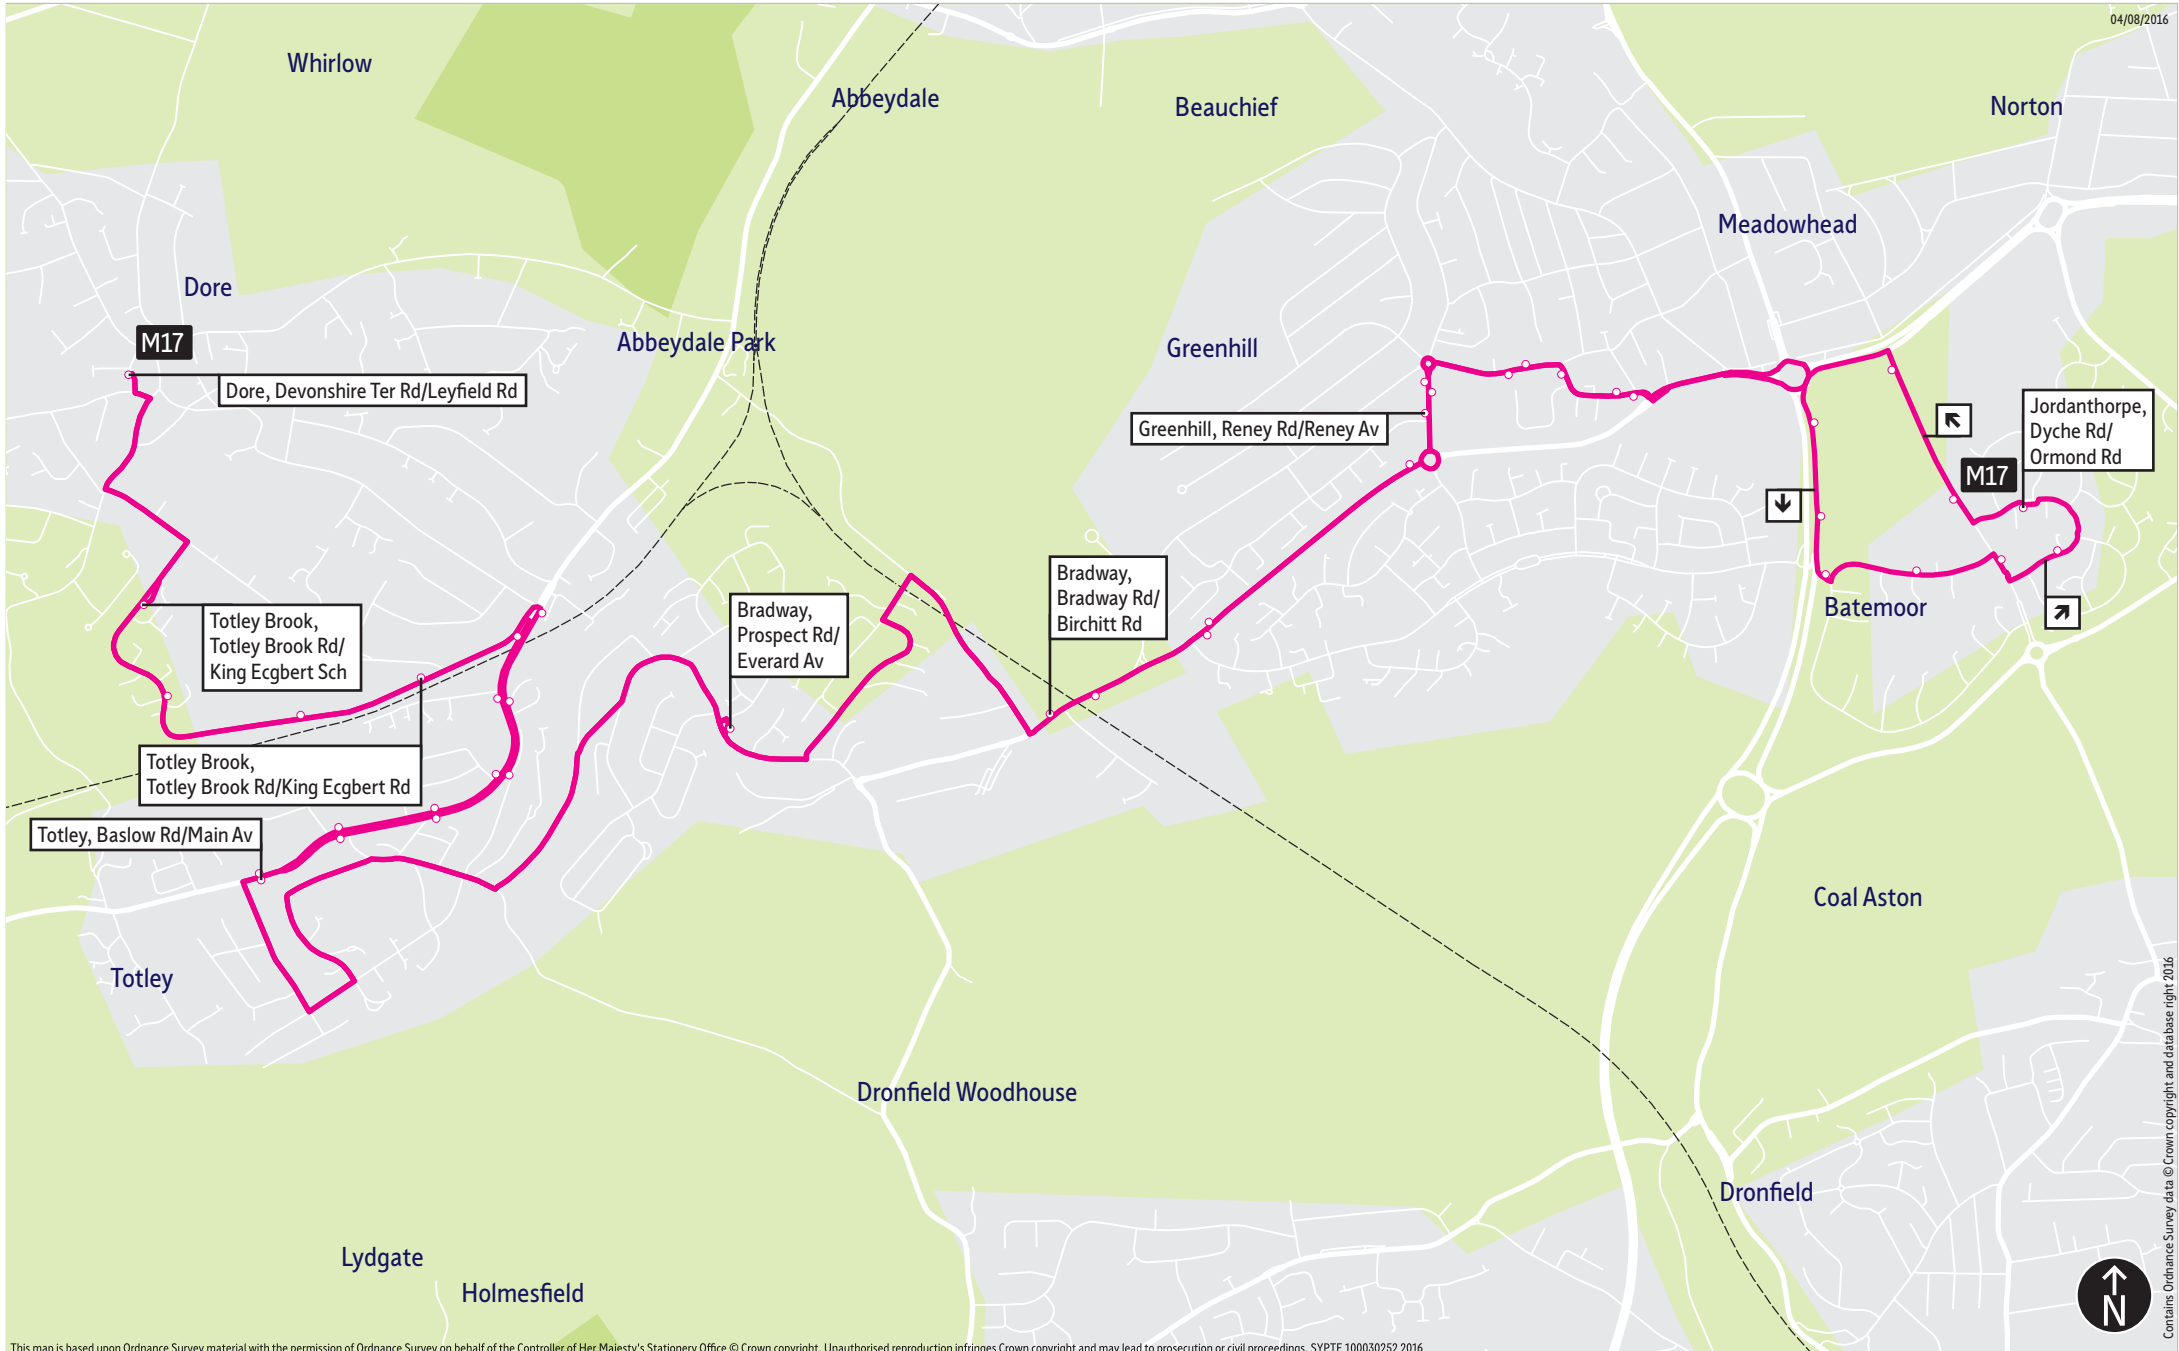 04/08/2016
Whirlow
Abbeydale
Beauchief
Norton
Meadowhead
Dore
M17
Abbeydale Park
Greenhill
Dore, Devonshire Ter Rd/Leyfield Rd
Greenhill, Reney Rd/Reney Av
Jordanthorpe,
Dyche Rd/
Ormond Rd
M17
Bradway,
Bradway Rd/
Birchitt Rd
Bradway,
Prospect Rd/
Everard Av
Batemoor
Totley Brook,
Totley Brook Rd/
King Ecgbert Sch
Totley Brook,
Totley Brook Rd/King Ecgbert Rd
Totley, Baslow Rd/Main Av
Coal Aston
Totley
Dronfield Woodhouse
Dronfield
Lydgate
Holmesfield
N
Contains Ordnance Survey data © Crown copyright and database right 2016
This map is based upon Ordnance Survey material with the permission of Ordnance Survey on behalf of the Controller of Her Majesty's Stationery Office © Crown copyright. Unauthorised reproduction infringes Crown copyright and may lead to prosecution or civil proceedings. SYPTE 100030252 2016